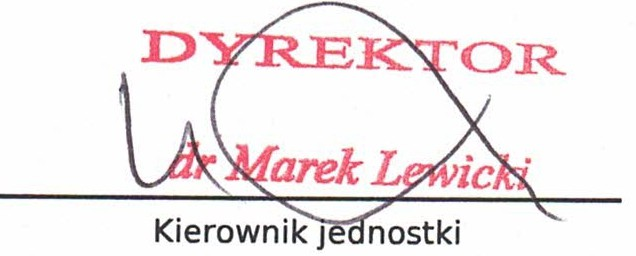 DYREKTOR
dr Marek Lewicki
Kierownik jednostki